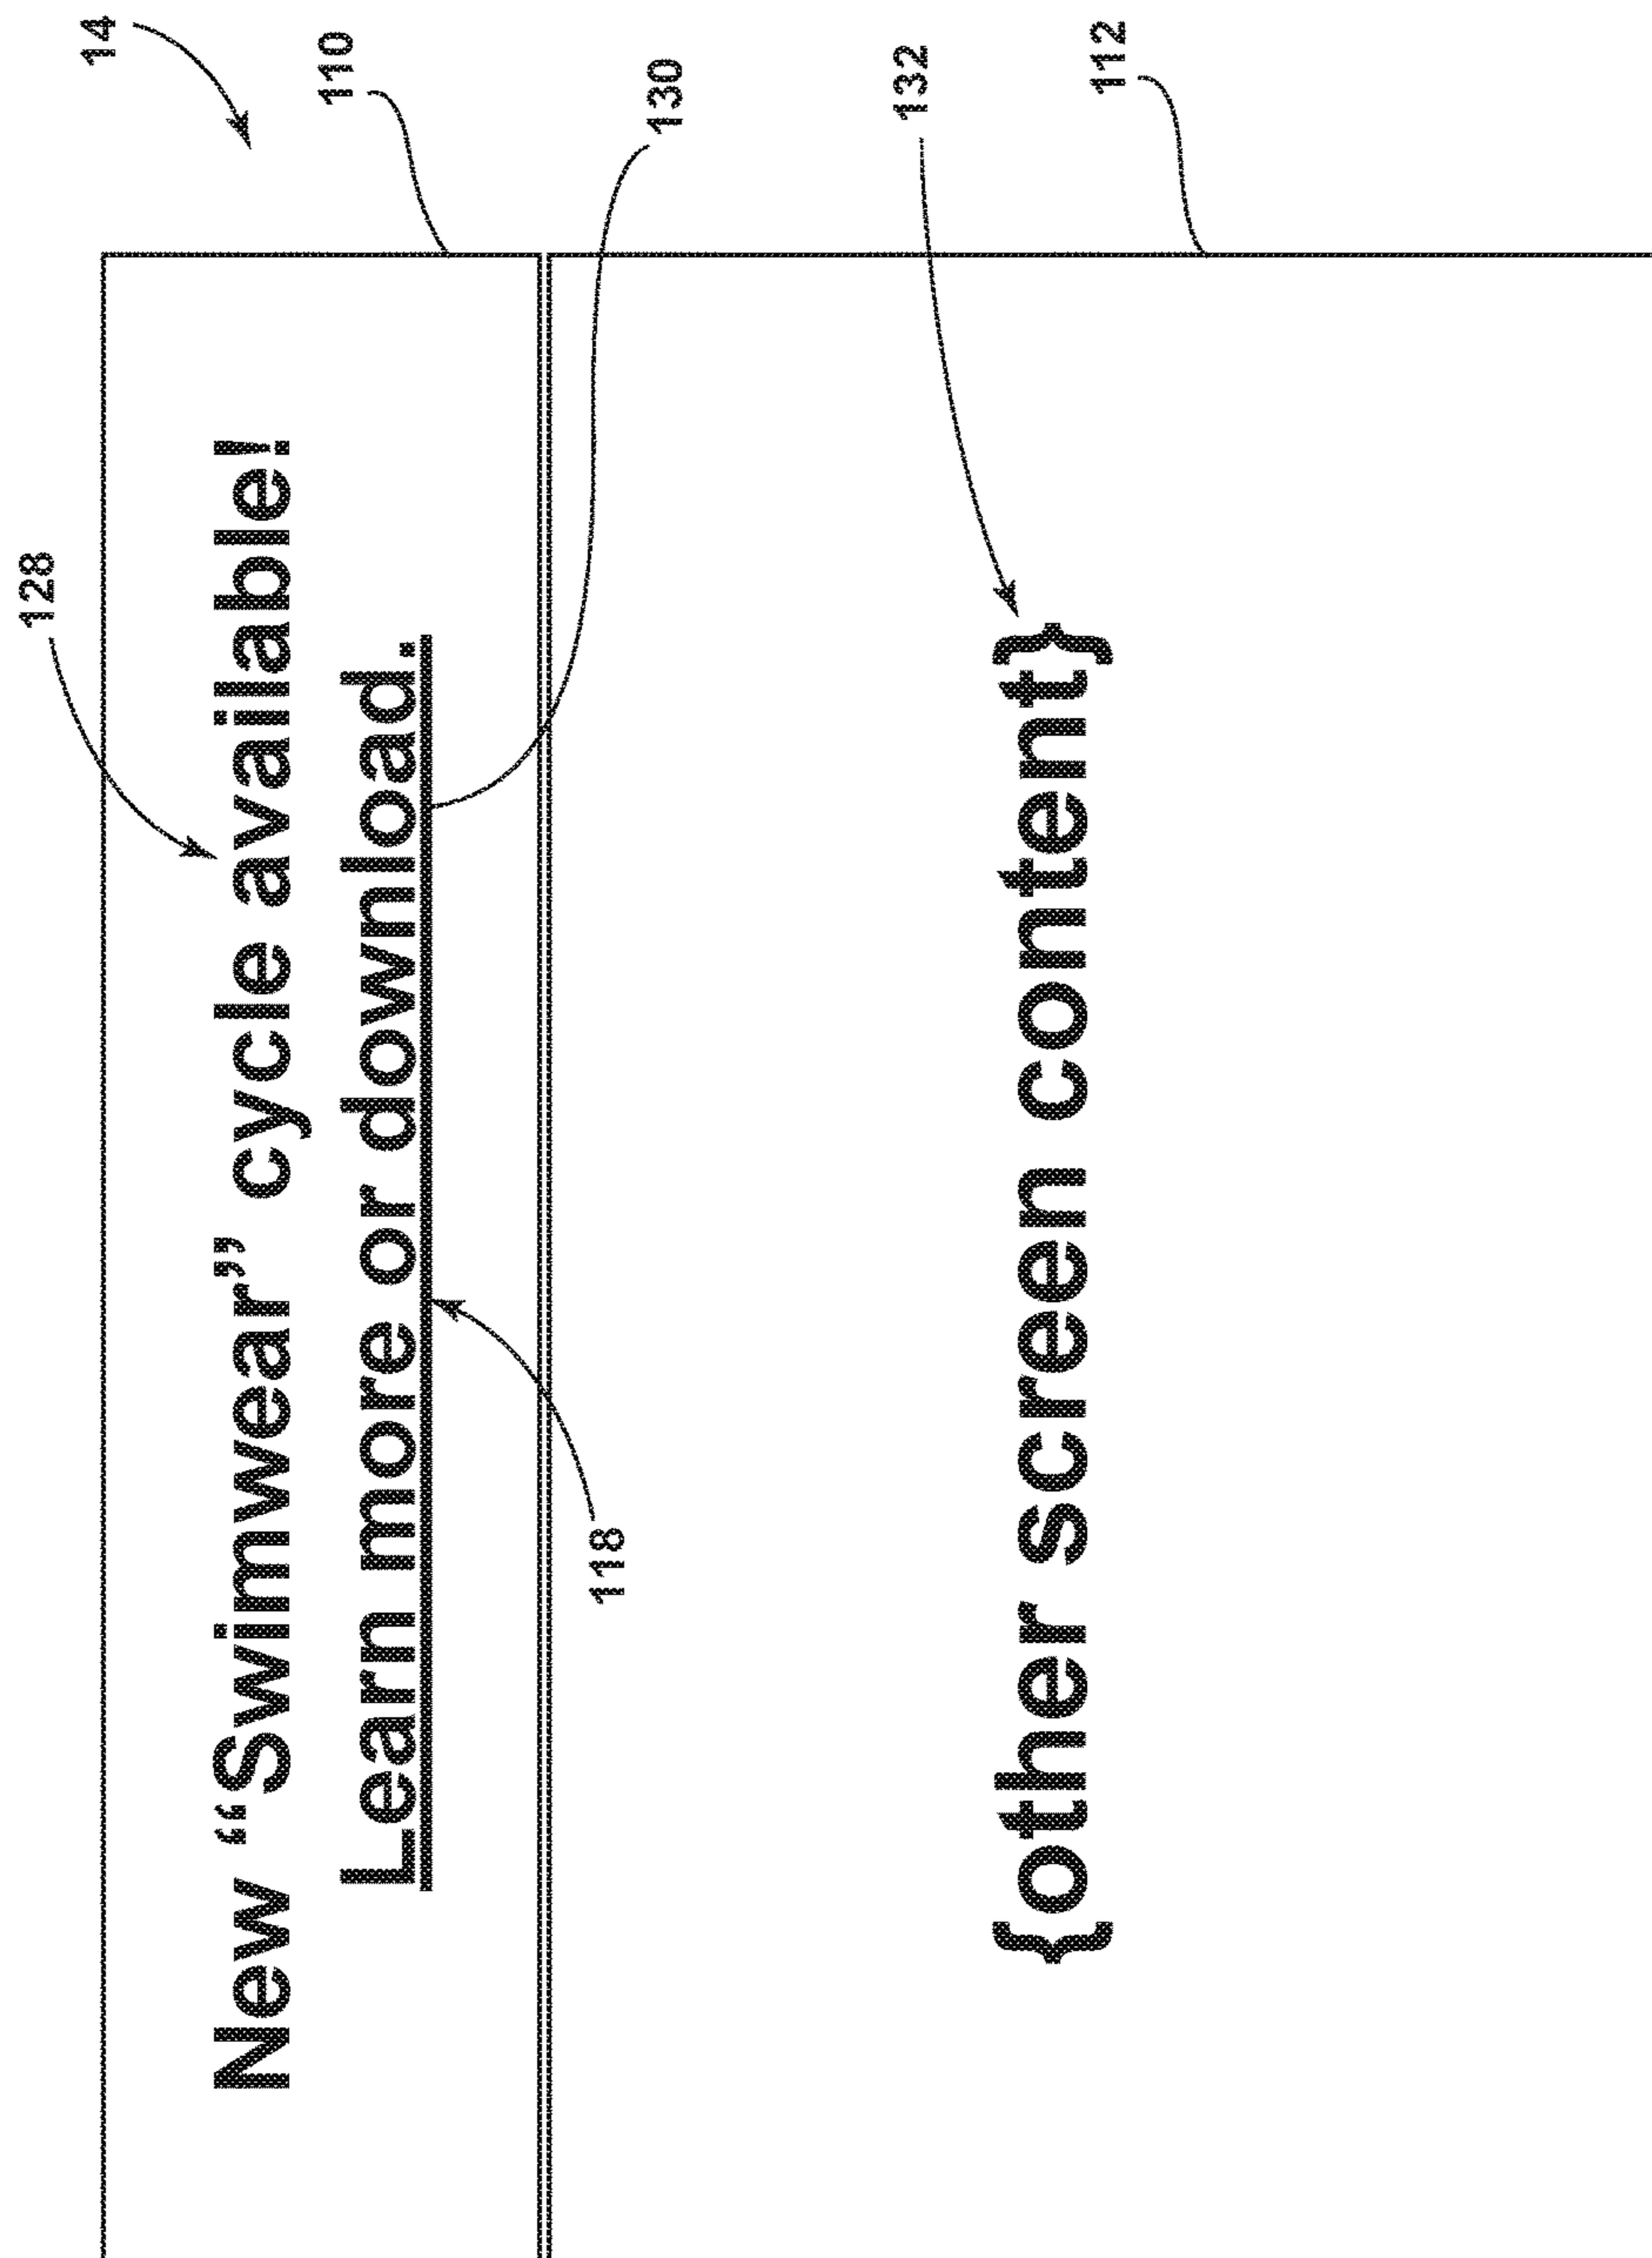 14
110
128
New “Swimwear” cycle available!
Learn more or download.
130
118
132
{other screen content}
112